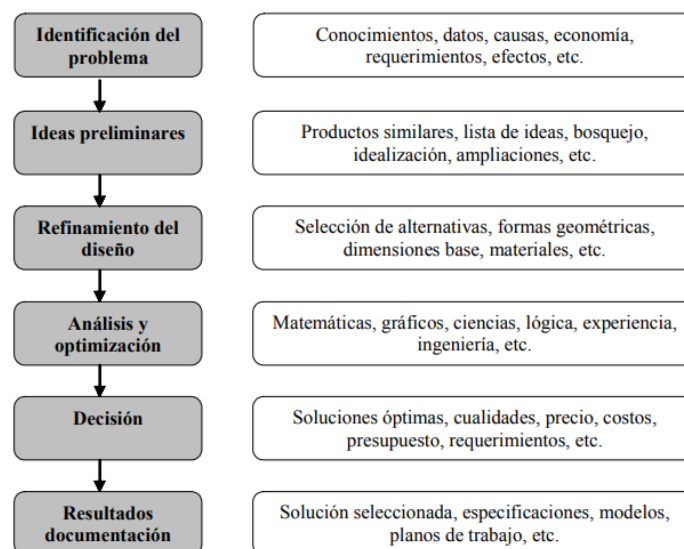 Identificación del
problema
Conocimientos, datos, causas, economía,
requerimientos, efectos, etc.
Ideas preliminares
Productos similares, lista de ideas, bosquejo,
idealización, ampliaciones, etc.
Refinamiento del
diseño
Selección de alternativas, formas geométricas,
dimensiones base, materiales, etc.
Análisis y
optimización
Matemáticas, gráficos, ciencias, lógica, experiencia,
ingeniería, etc.
Decisión
Soluciones óptimas, cualidades, precio, costos,
presupuesto, requerimientos, etc.
Resultados
documentación
Solución seleccionada, especificaciones, modelos,
planos de trabajo, etc.